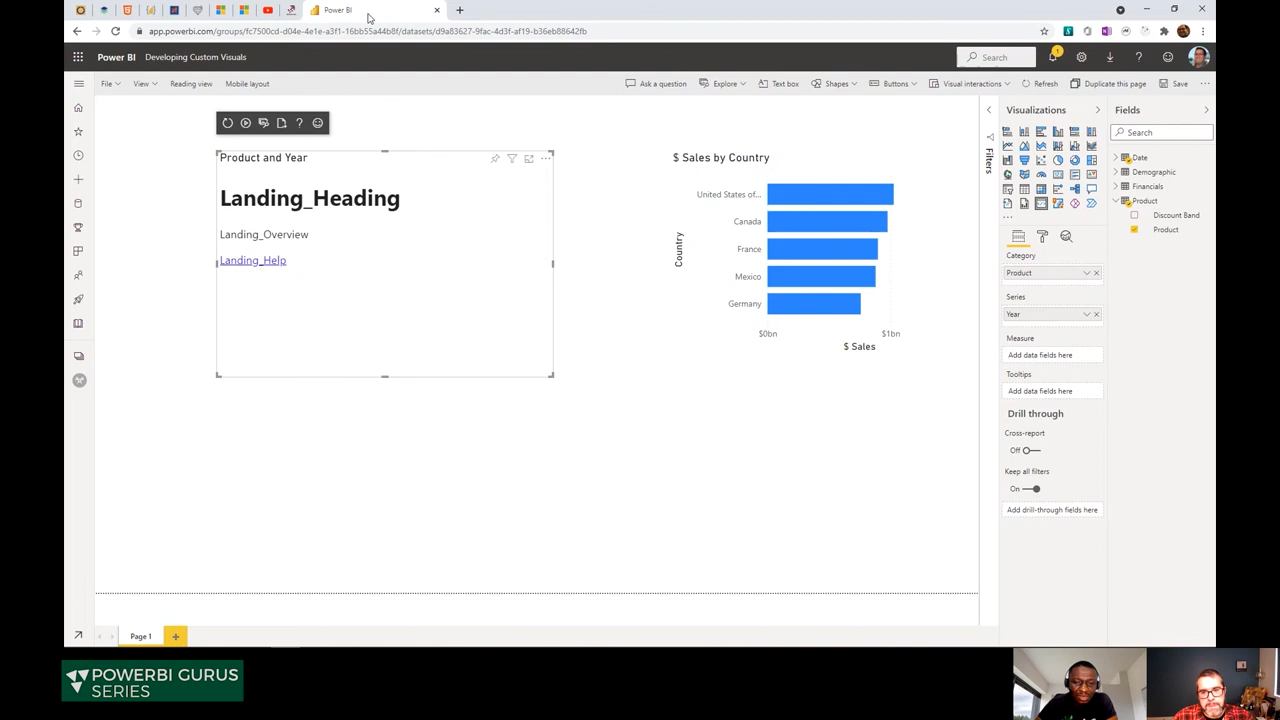 Power BI
app.powerbi.com/groups/fc7500cd-d04e-4e1e-a3f1-16bb55a44b8f/datasets/d9a83627-9fac-4d3f-af19-b36eb88642fb
Power BI Developing Custom Visuals Search
File View Reading view Mobile layout Ask a question Explore Text box Shapes Buttons Visual interactions Refresh Duplicate this page Save
Product and Year
Landing_Heading
Landing_Overview
Landing_Help
$ Sales by Country
United States of...
Canada
France
Mexico
Germany
Country
$0bn $1bn
$ Sales
Filters
Visualizations
Category
Product
Series
Year
Measure
Add data fields here
Tooltips
Add data fields here
Drill through
Cross-report
Off
Keep all filters
On
Add drill-through fields here
Fields
Search
Date
Demographic
Financials
Product
Discount Band
Product
Page 1
POWERBI GURUS
SERIES